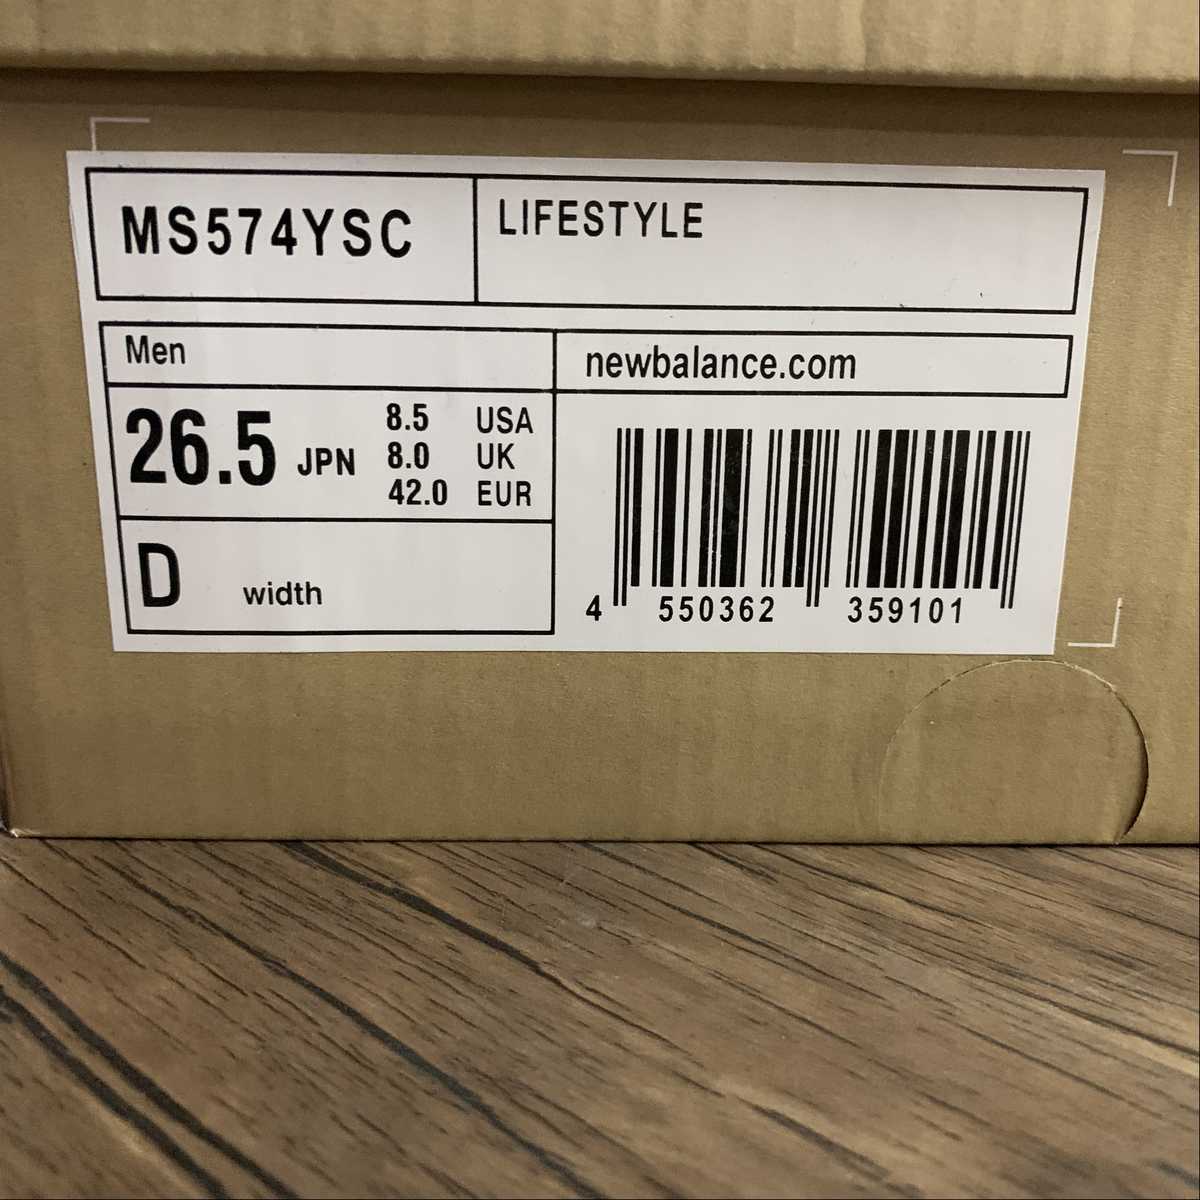 MS574YSC
LIFESTYLE
Men
newbalance.com
26.5 JPN
8.5 USA
8.0 UK
42.0 EUR
D width
4 550362 359101